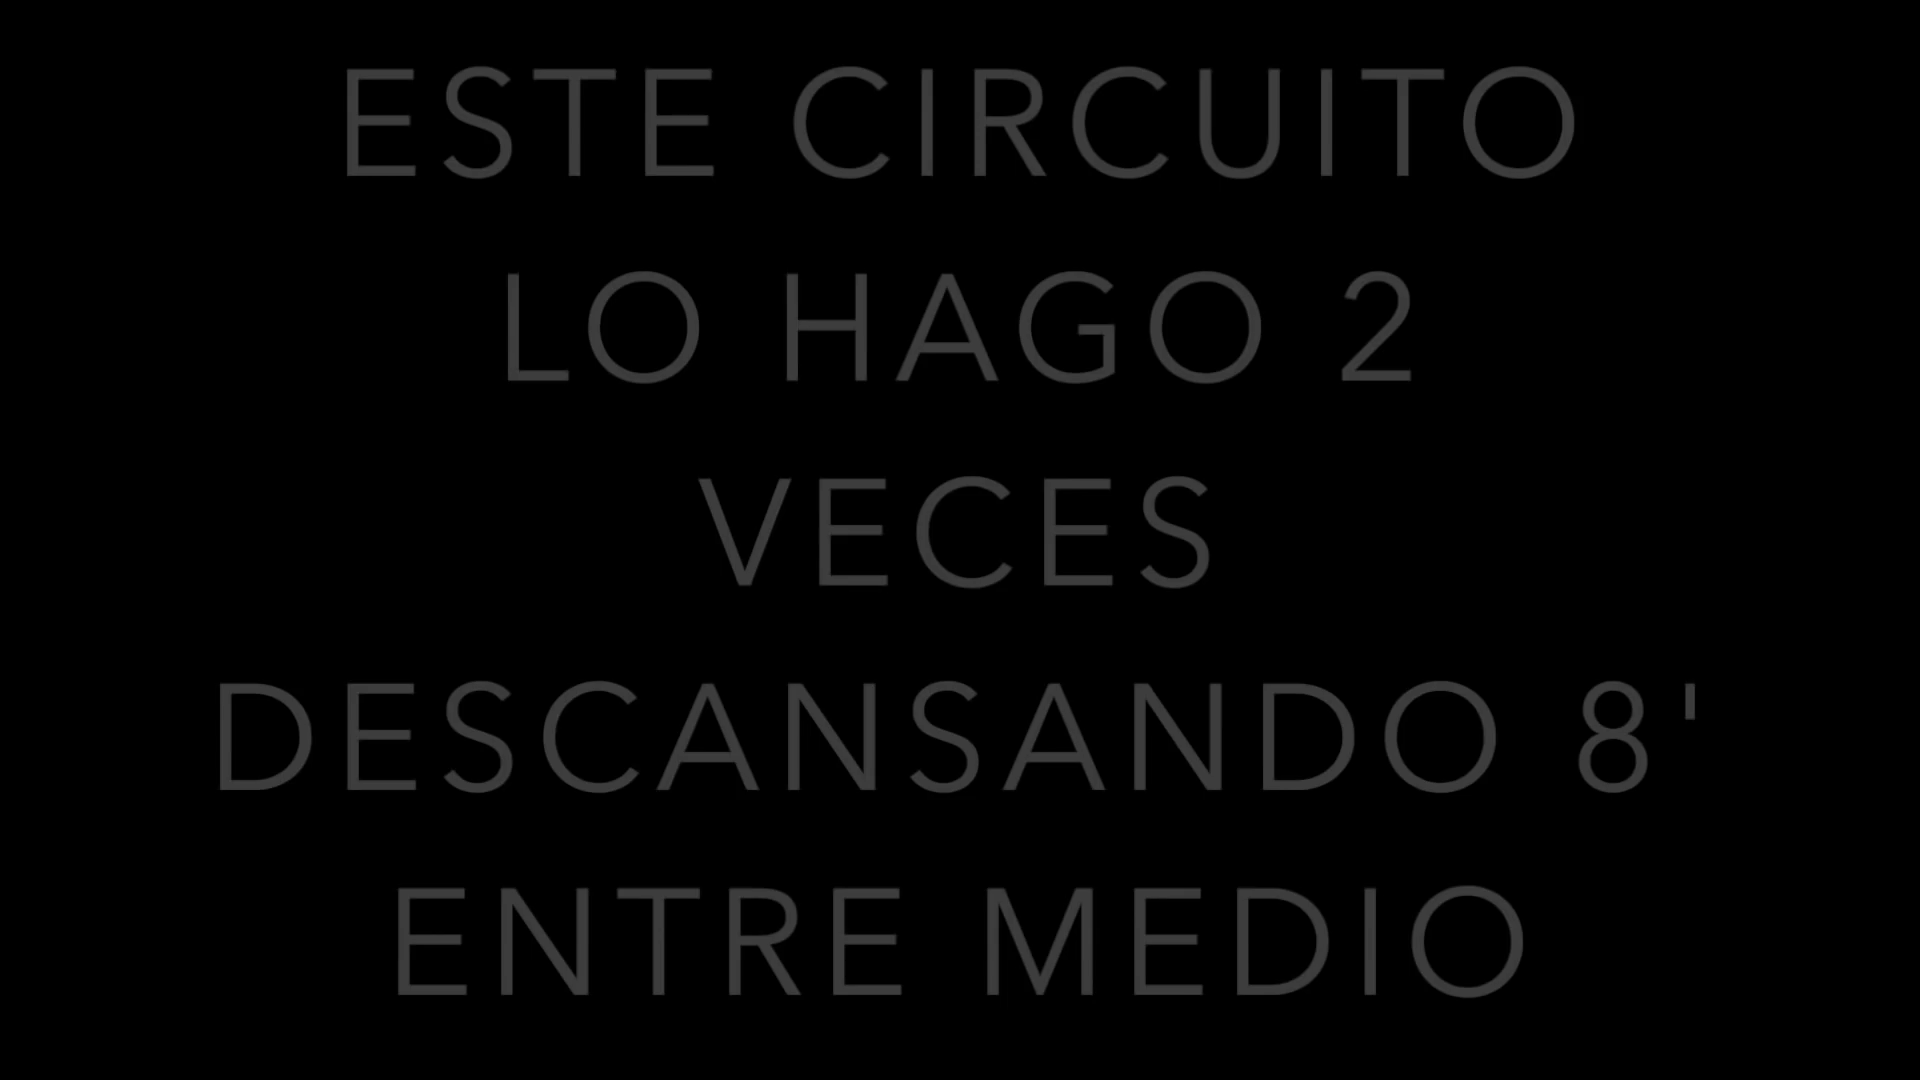 ESTE CIRCUITO
LO HAGO 2
VECES
DESCANSANDO 8'
ENTRE MEDIO